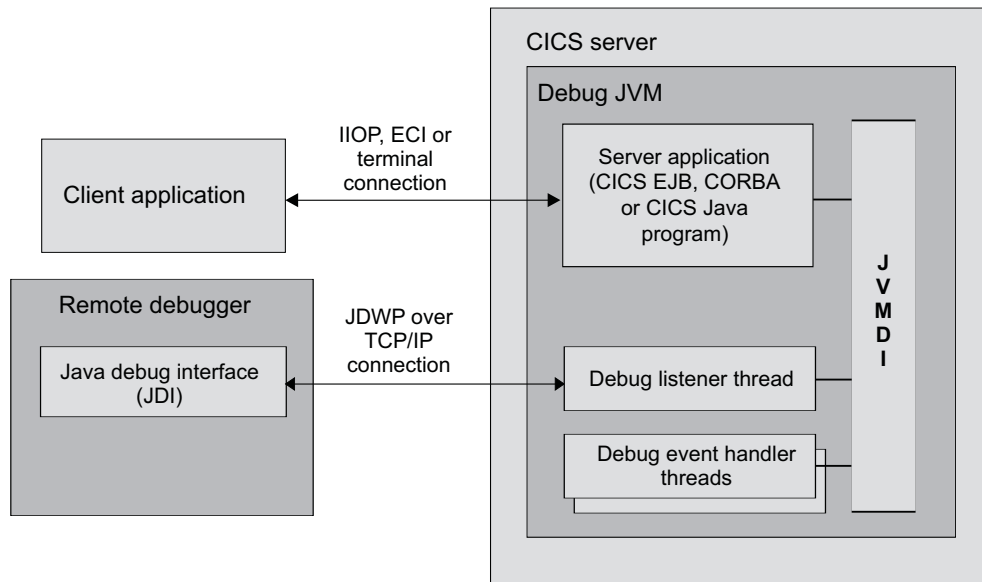 CICS server
Debug JVM
IIOP, ECI or
terminal
connection
Client application
Server application
(CICS EJB, CORBA
or CICS Java
program)
J
V
M
D
I
Remote debugger
JDWP over
TCP/IP
connection
Java debug interface
(JDI)
Debug listener thread
Debug event handler
threads